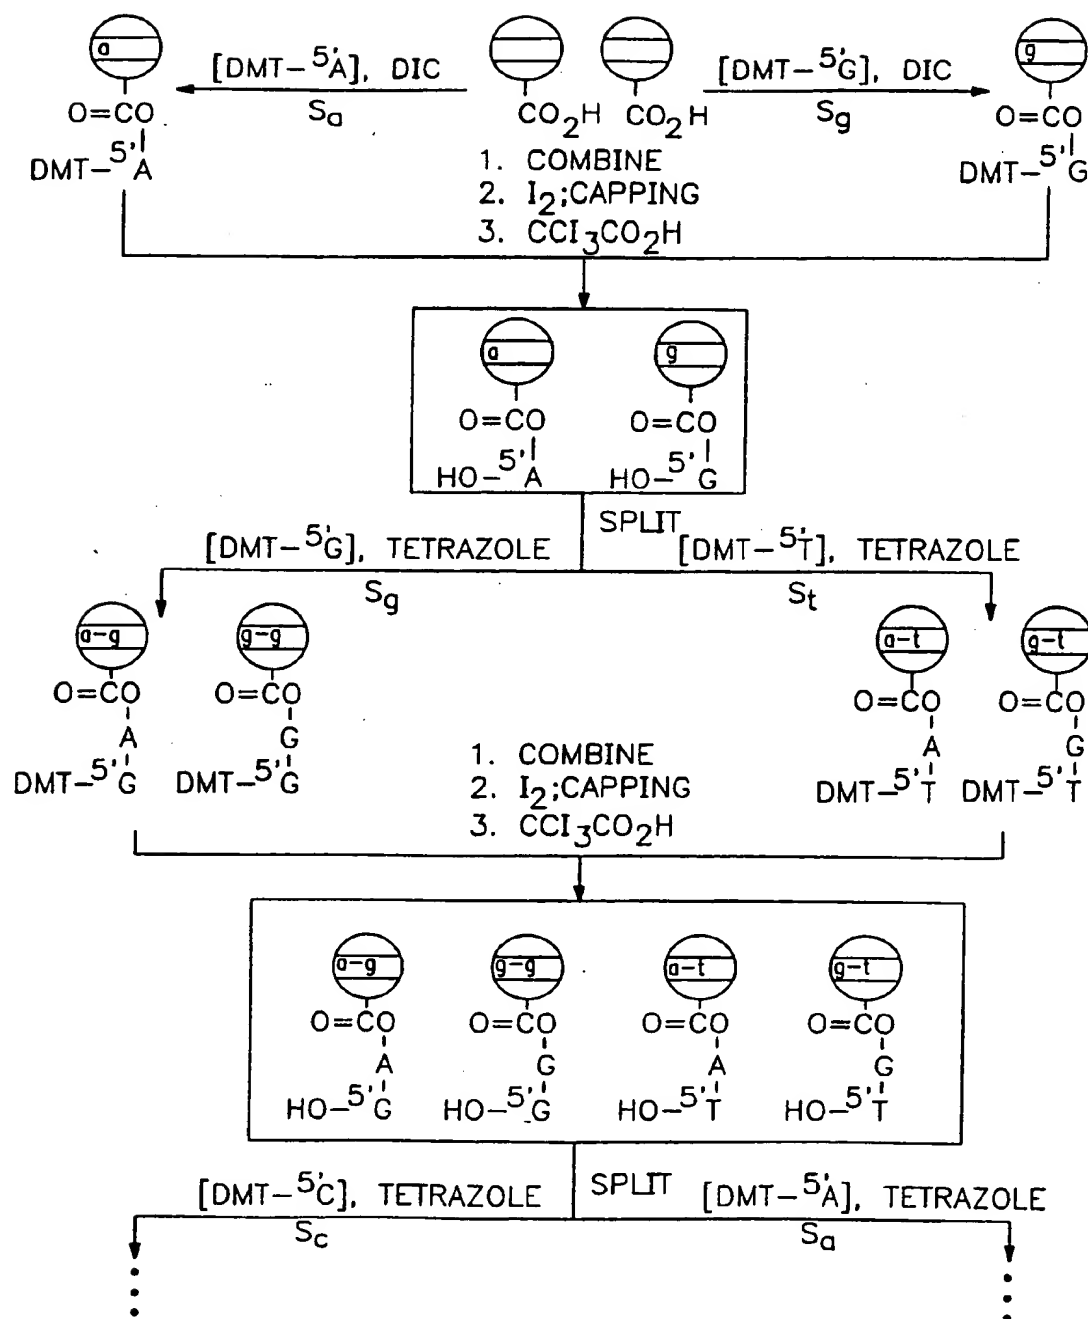 a
g
[DMT-5'A], DIC
[DMT-5'G], DIC
Sa
Sg
O=CO
CO2H CO2H
O=CO
DMT-5'A
DMT-5'G
1. COMBINE
2. I2;CAPPING
3. CCl3CO2H
a
g
O=CO
O=CO
HO-5'A
HO-5'G
SPLIT
[DMT-5'G], TETRAZOLE
[DMT-5'T], TETRAZOLE
Sg
St
a-g
g-g
a-t
g-t
O=CO
O=CO
O=CO
O=CO
A
G
A
G
DMT-5'G
DMT-5'G
DMT-5'T
DMT-5'T
1. COMBINE
2. I2;CAPPING
3. CCl3CO2H
a-g
g-g
a-t
g-t
O=CO
O=CO
O=CO
O=CO
A
G
A
G
HO-5'G
HO-5'G
HO-5'T
HO-5'T
SPLIT
[DMT-5'C], TETRAZOLE
[DMT-5'A], TETRAZOLE
Sc
Sa